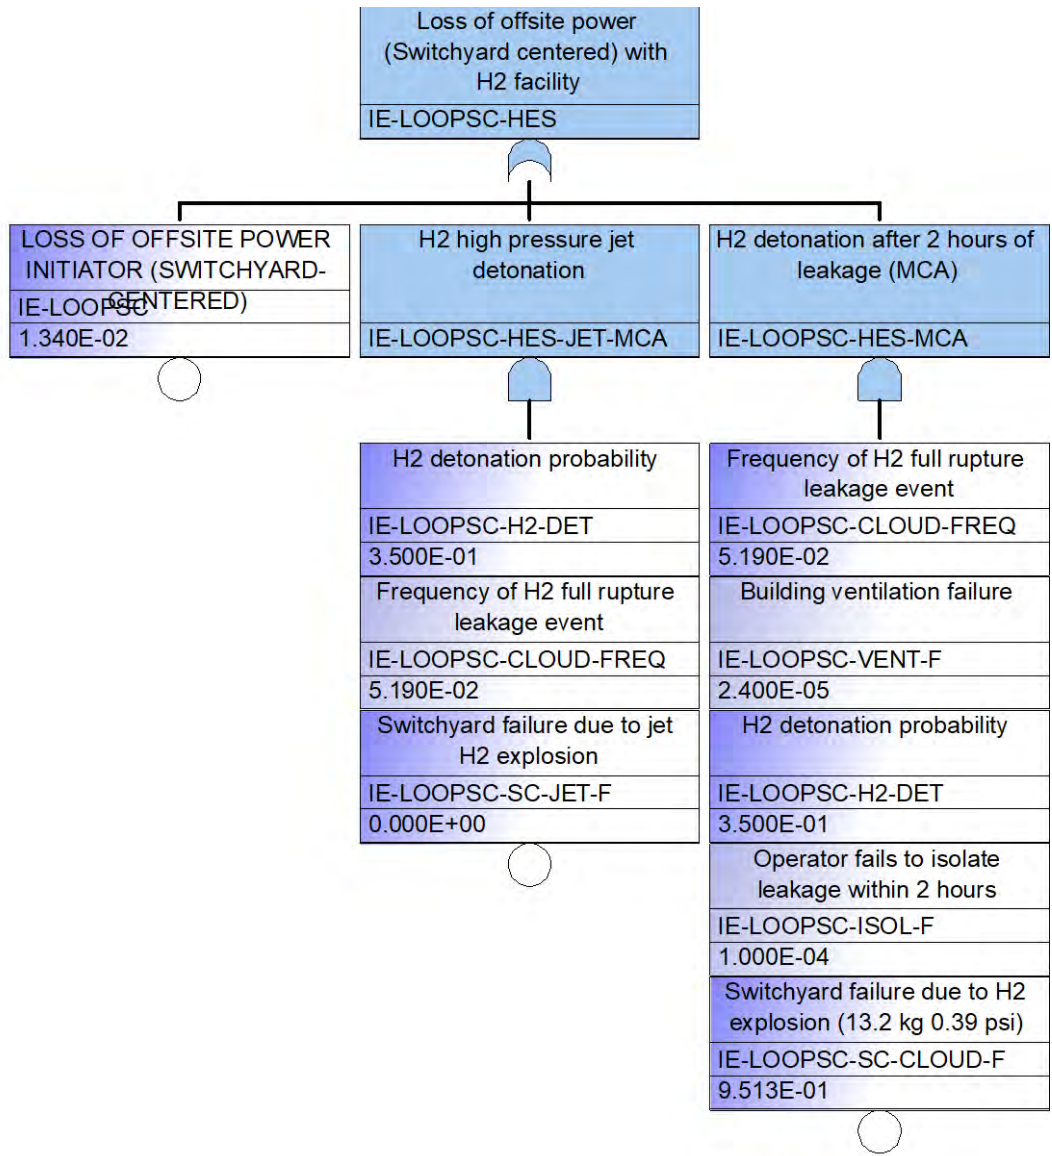 Loss of offsite power
(Switchyard centered) with
H2 facility
IE-LOOPSC-HES
LOSS OF OFFSITE POWER
INITIATOR (SWITCHYARD-
CENTERED)
IE-LOOPSC
1.340E-02
H2 high pressure jet
detonation
IE-LOOPSC-HES-JET-MCA
H2 detonation after 2 hours of
leakage (MCA)
IE-LOOPSC-HES-MCA
H2 detonation probability
IE-LOOPSC-H2-DET
3.500E-01
Frequency of H2 full rupture
leakage event
IE-LOOPSC-CLOUD-FREQ
5.190E-02
Switchyard failure due to jet
H2 explosion
IE-LOOPSC-SC-JET-F
0.000E+00
Frequency of H2 full rupture
leakage event
IE-LOOPSC-CLOUD-FREQ
5.190E-02
Building ventilation failure
IE-LOOPSC-VENT-F
2.400E-05
H2 detonation probability
IE-LOOPSC-H2-DET
3.500E-01
Operator fails to isolate
leakage within 2 hours
IE-LOOPSC-ISOL-F
1.000E-04
Switchyard failure due to H2
explosion (13.2 kg 0.39 psi)
IE-LOOPSC-SC-CLOUD-F
9.513E-01